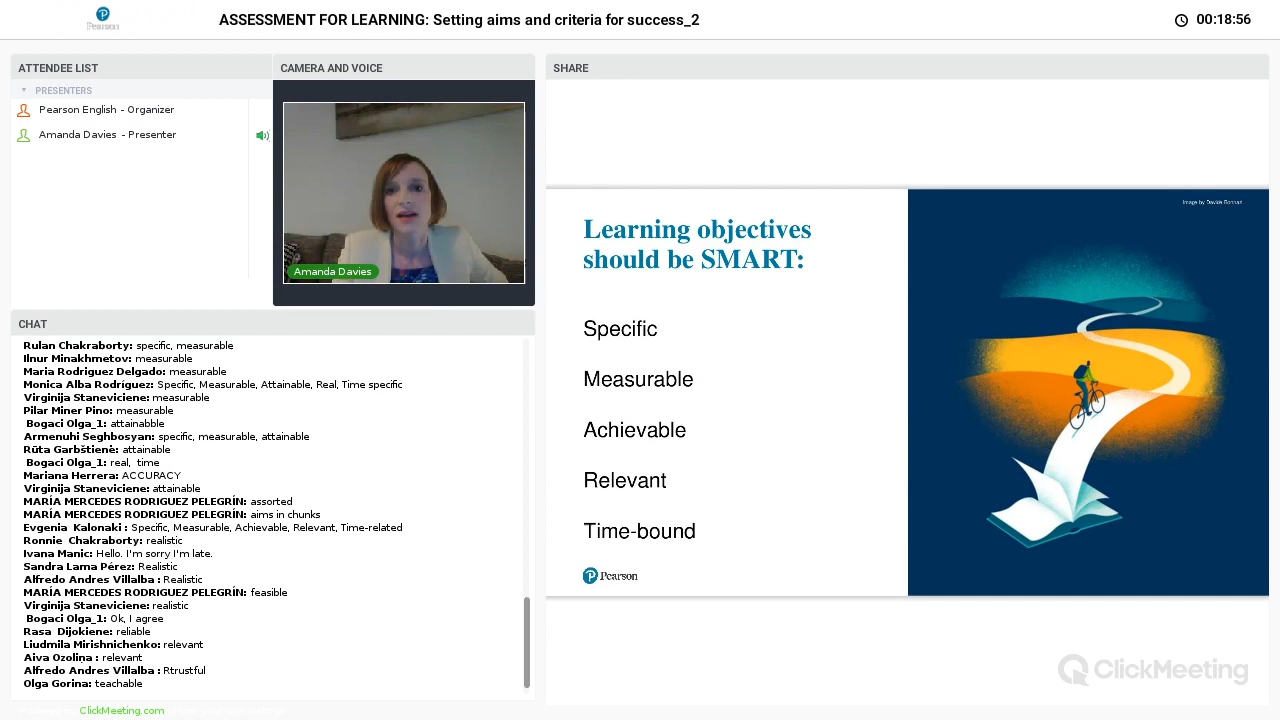 Pearson
ASSESSMENT FOR LEARNING: Setting aims and criteria for success_2
00:18:56
ATTENDEE LIST
PRESENTERS
Pearson English - Organizer
Amanda Davies - Presenter
CAMERA AND VOICE
Amanda Davies
CHAT
Rulan Chakraborty: specific, measurable
Ilnur Minakhmetov: measurable
Maria Rodriguez Delgado: measurable
Monica Alba Rodríguez: Specific, Measurable, Attainable, Real, Time specific
Virginija Staneviciene: measurable
Pilar Miner Pino: measurable
Bogaci Olga_1: attainabble
Armenuhi Seghbosyan: specific, measurable, attainable
Rūta Garbštienė: attainable
Bogaci Olga_1: real, time
Mariana Herrera: ACCURACY
Virginija Staneviciene: attainable
MARÍA MERCEDES RODRIGUEZ PELEGRÍN: assorted
MARÍA MERCEDES RODRIGUEZ PELEGRÍN: aims in chunks
Evgenia Kalonaki : Specific, Measurable, Achievable, Relevant, Time-related
Ronnie Chakraborty: realistic
Ivana Manic: Hello. I'm sorry I'm late.
Sandra Lama Pérez: Realistic
Alfredo Andres Villalba : Realistic
MARÍA MERCEDES RODRIGUEZ PELEGRÍN: feasible
Virginija Staneviciene: realistic
Bogaci Olga_1: Ok, I agree
Rasa Dijokiene: reliable
Liudmila Mirishnichenko: relevant
Aiva Ozoliņa : relevant
Alfredo Andres Villalba : Rtrustful
Olga Gorina: teachable
ClickMeeting.com
SHARE
Image by Davide Bonnari
Learning objectives
should be SMART:
Specific
Measurable
Achievable
Relevant
Time-bound
Pearson
ClickMeeting